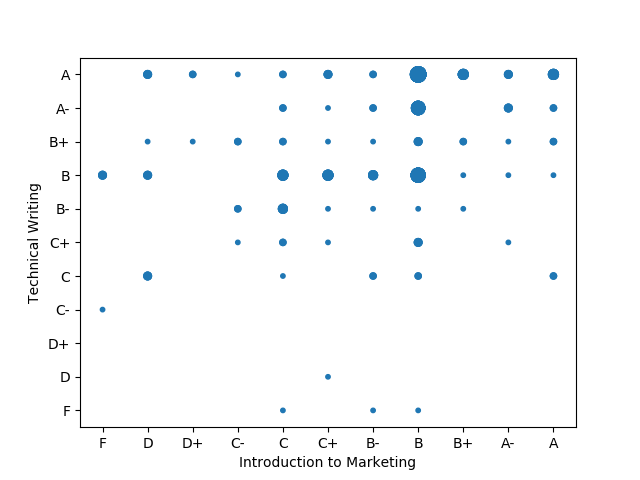 A
A-
B+
B
B-
C+
C
C-
D+
D
F
Technical Writing
F D D+ C- C C+ B- B B+ A- A
Introduction to Marketing